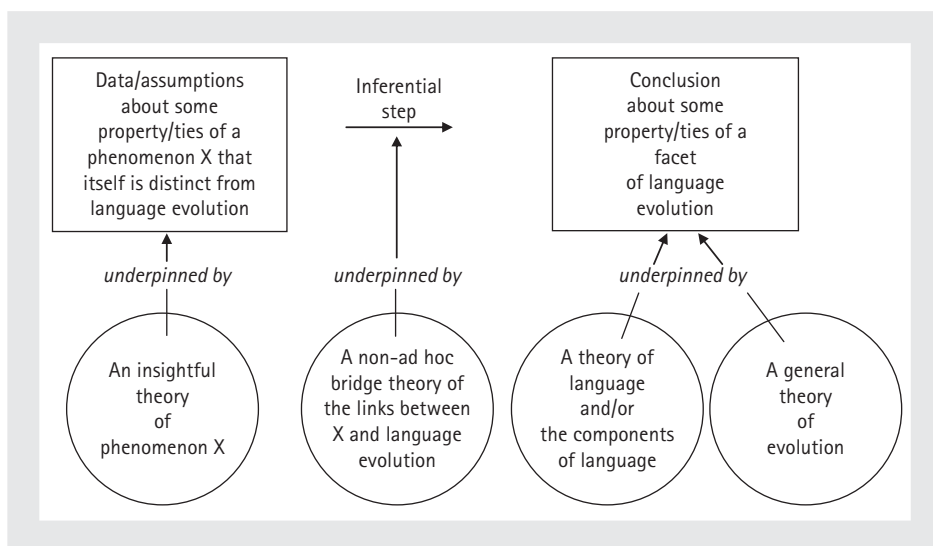 Data/assumptions
about some
property/ties of a
phenomenon X that
itself is distinct from
language evolution
Inferential
step
Conclusion
about some
property/ties of a
facet
of language
evolution
underpinned by
underpinned by
underpinned by
An insightful
theory
of
phenomenon X
A non-ad hoc
bridge theory of
the links between
X and language
evolution
A theory of
language
and/or
the components
of language
A general
theory
of
evolution